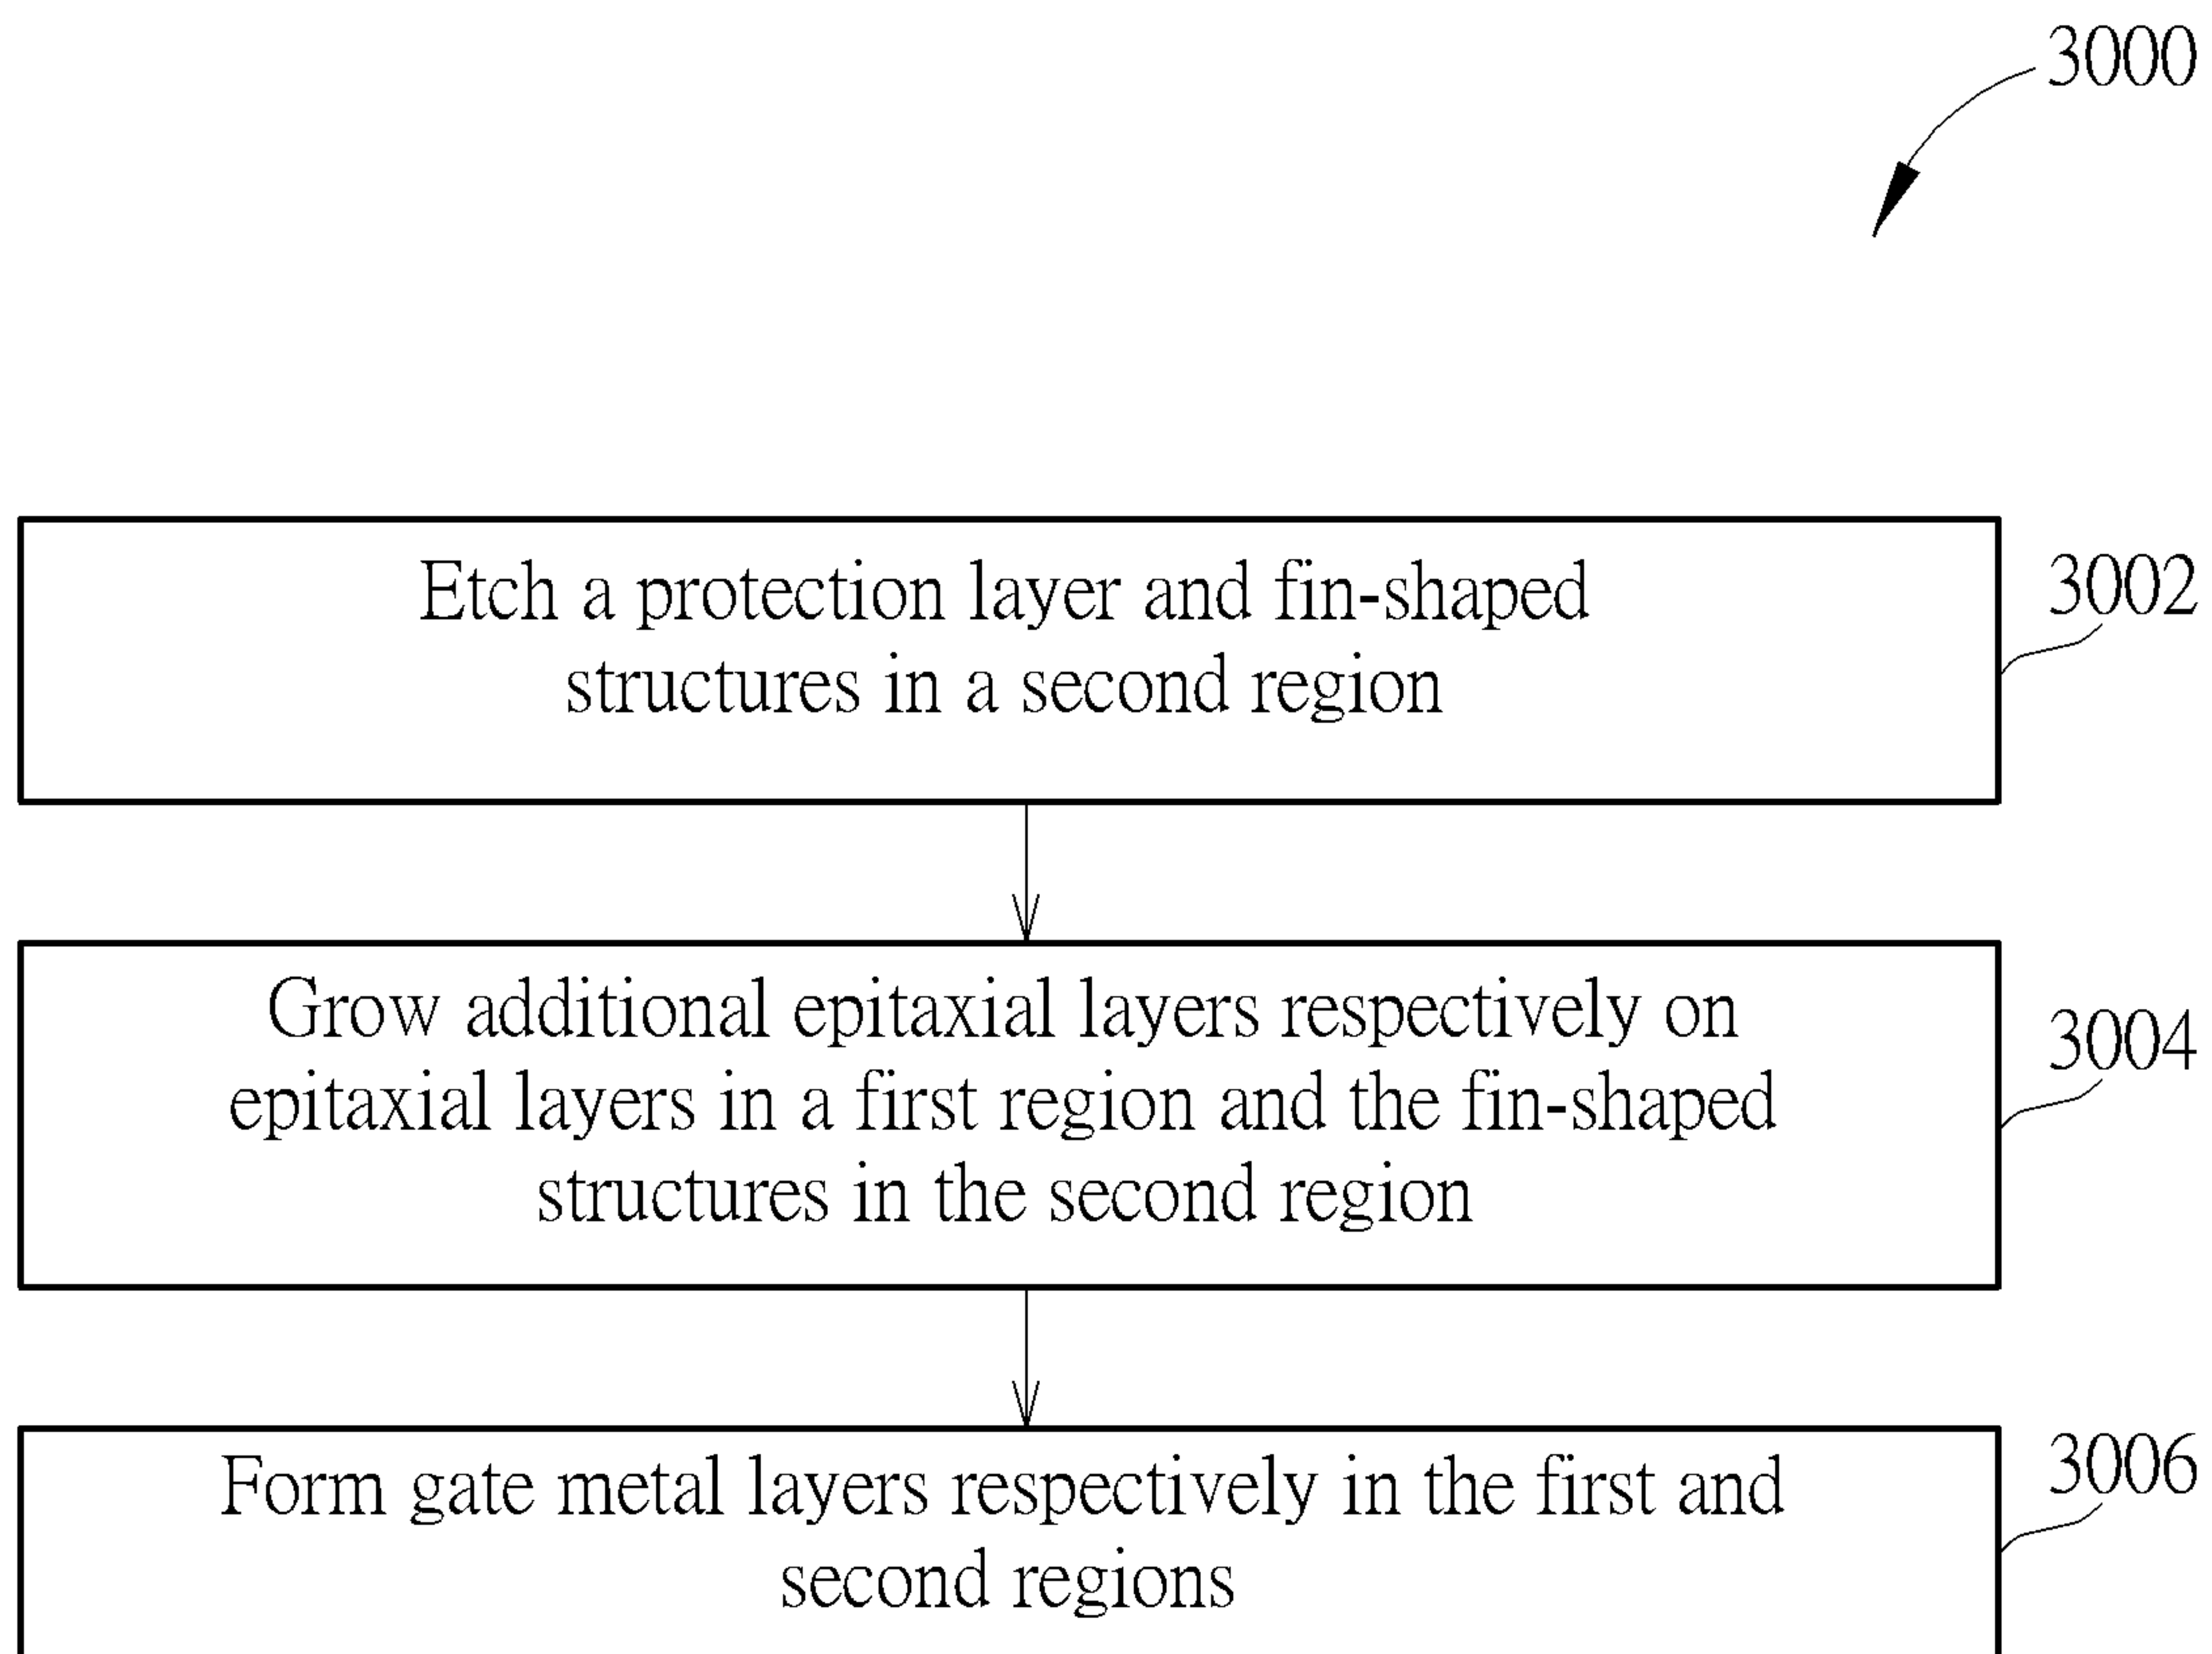 3000
Etch a protection layer and fin-shaped
structures in a second region
3002
Grow additional epitaxial layers respectively on
epitaxial layers in a first region and the fin-shaped
structures in the second region
3004
Form gate metal layers respectively in the first and
second regions
3006